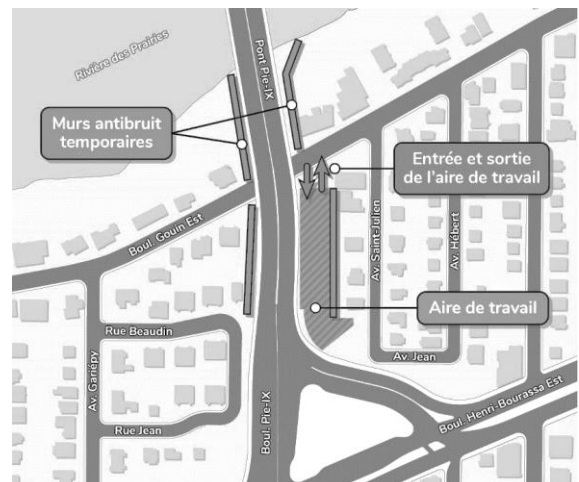 Rivière des Prairies
Pont Pie-IX
Murs antibruit
temporaires
Entrée et sortie
de l’aire de travail
Boul. Gouin Est
Av. Saint-Julien
Av. Hébert
Aire de travail
Rue Beaudin
Av. Gariépy
Av. Jean
Rue Jean
Boul. Pie-IX
Boul. Henri-Bourassa Est